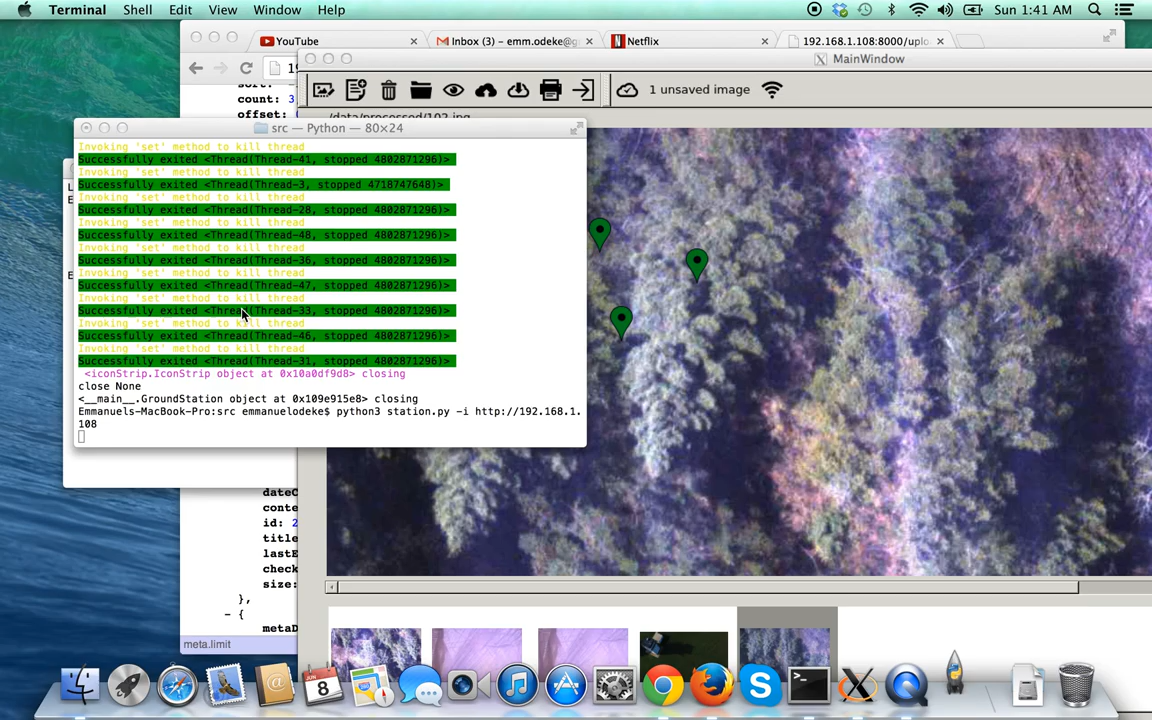 Terminal Shell Edit View Window Help Sun 1:41 AM
YouTube Inbox (3) – emm.odeke@g Netflix 192.168.1.108:8000/uplo
MainWindow
1 unsaved image
count: 3
offset:
/data/processed/102.jpg
src — Python — 80×24
Invoking 'set' method to kill thread
Successfully exited <Thread(Thread-41, stopped 4802871296)>
Invoking 'set' method to kill thread
Successfully exited <Thread(Thread-3, stopped 4718747648)>
Invoking 'set' method to kill thread
Successfully exited <Thread(Thread-28, stopped 4802871296)>
Invoking 'set' method to kill thread
Successfully exited <Thread(Thread-48, stopped 4802871296)>
Invoking 'set' method to kill thread
Successfully exited <Thread(Thread-36, stopped 4802871296)>
Invoking 'set' method to kill thread
Successfully exited <Thread(Thread-47, stopped 4802871296)>
Invoking 'set' method to kill thread
Successfully exited <Thread(Thread-33, stopped 4802871296)>
Invoking 'set' method to kill thread
Successfully exited <Thread(Thread-46, stopped 4802871296)>
Invoking 'set' method to kill thread
Successfully exited <Thread(Thread-31, stopped 4802871296)>
<iconStrip.IconStrip object at 0x10a0df9d8> closing
close None
<__main__.GroundStation object at 0x109e915e8> closing
Emmanuels-MacBook-Pro:src emmanuelodeke$ python3 station.py -i http://192.168.1.
108
dateC
conte
id: 2
title
lastE
check
size:
},
- {
metaD
meta.limit
8